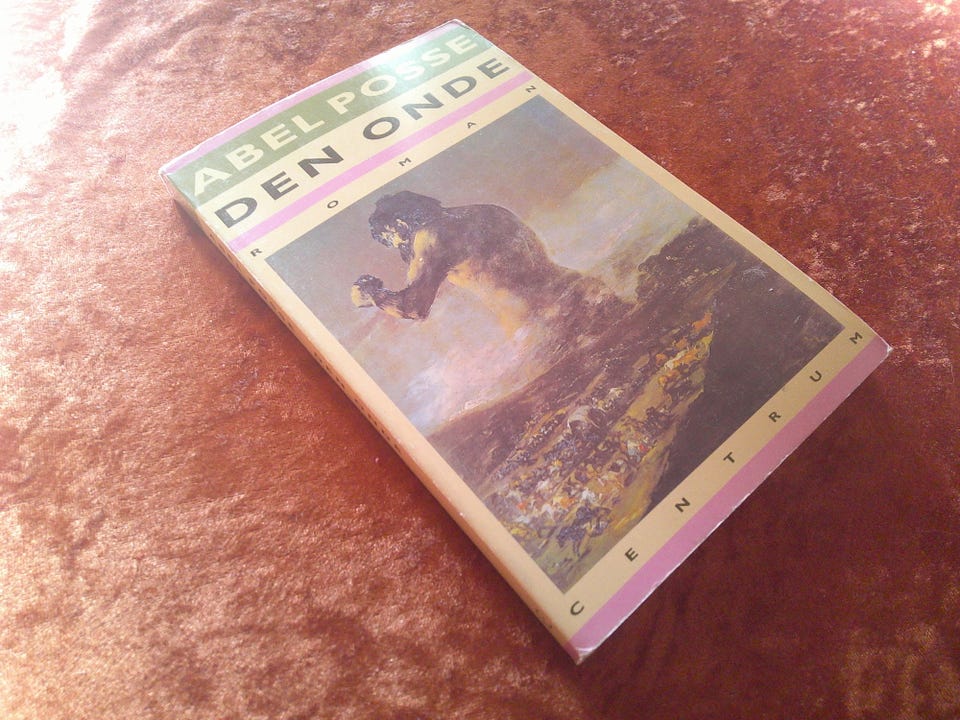 ABEL POSSE
DEN ONDE
ROMAN
CENTRUM